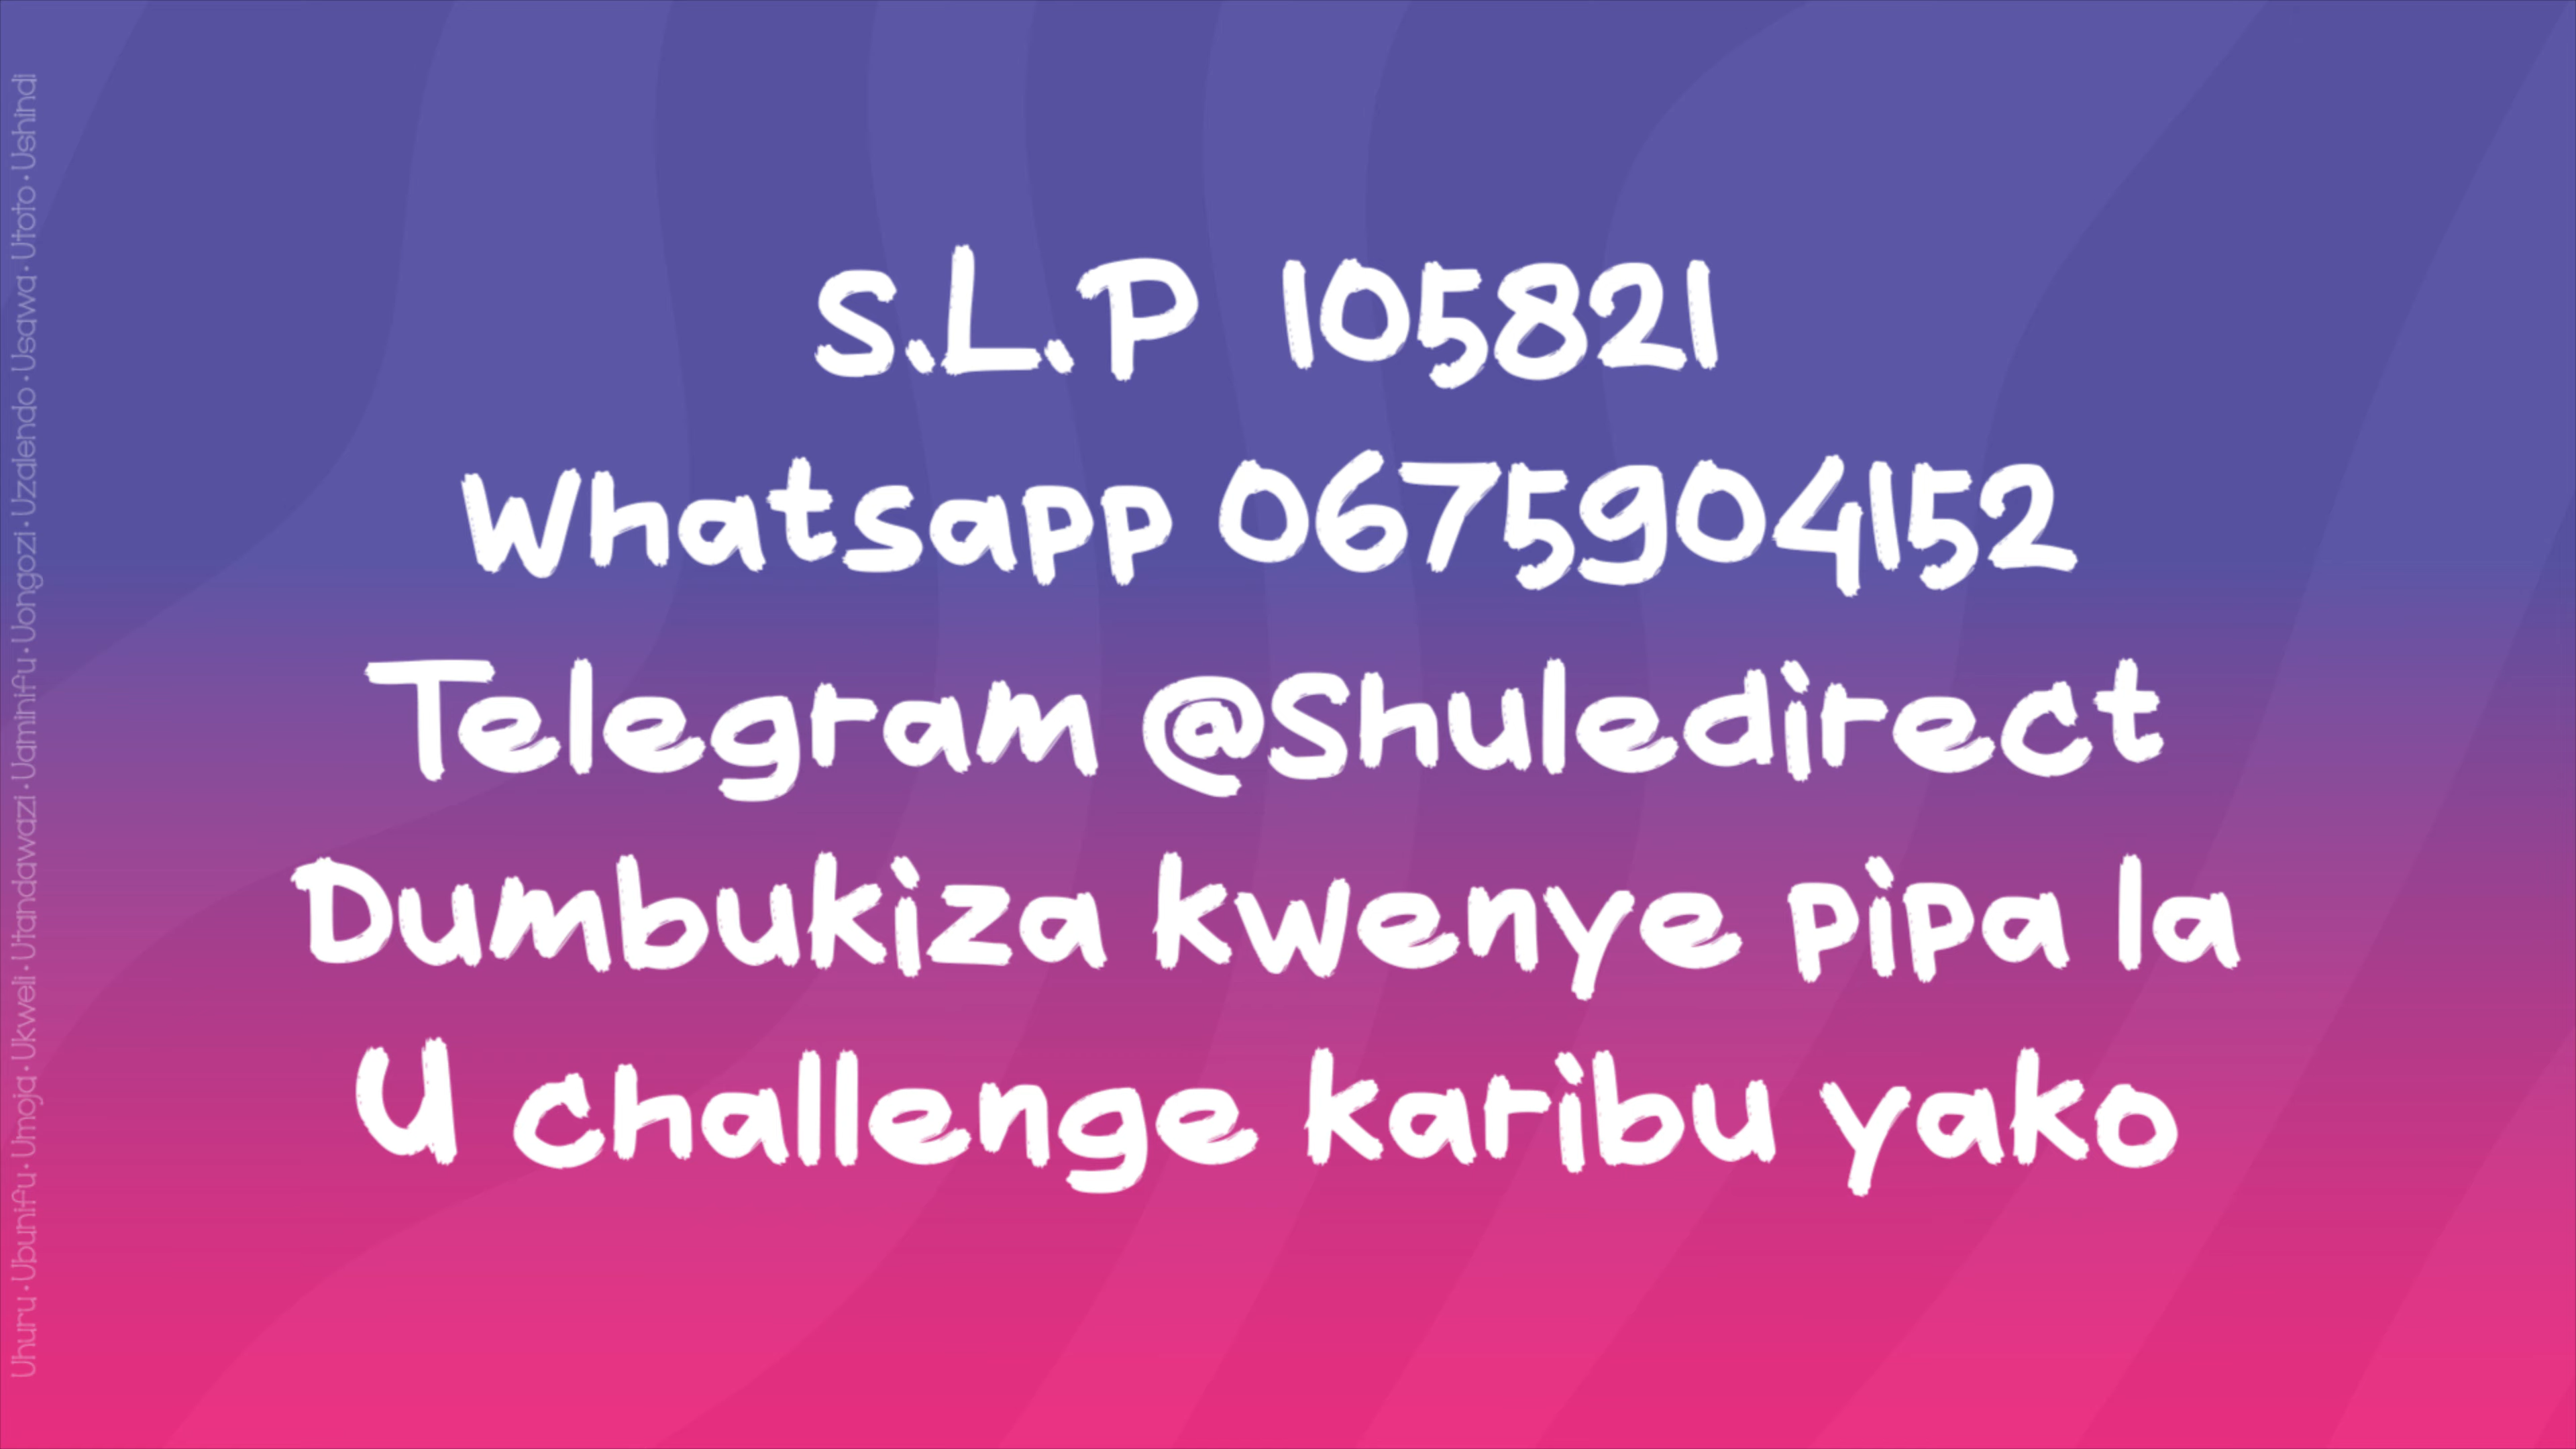 S.L.P 105821
Whatsapp 0675904152
Telegram @Shuledirect
Dumbukiza kwenye pipa la
U challenge karibu yako
Uhuru • Ubunifu • Umoja • Ukweli • Utandawazi • Uaminifu • Uongozi • Uzalendo • Usawa • Utoto • Ushindi